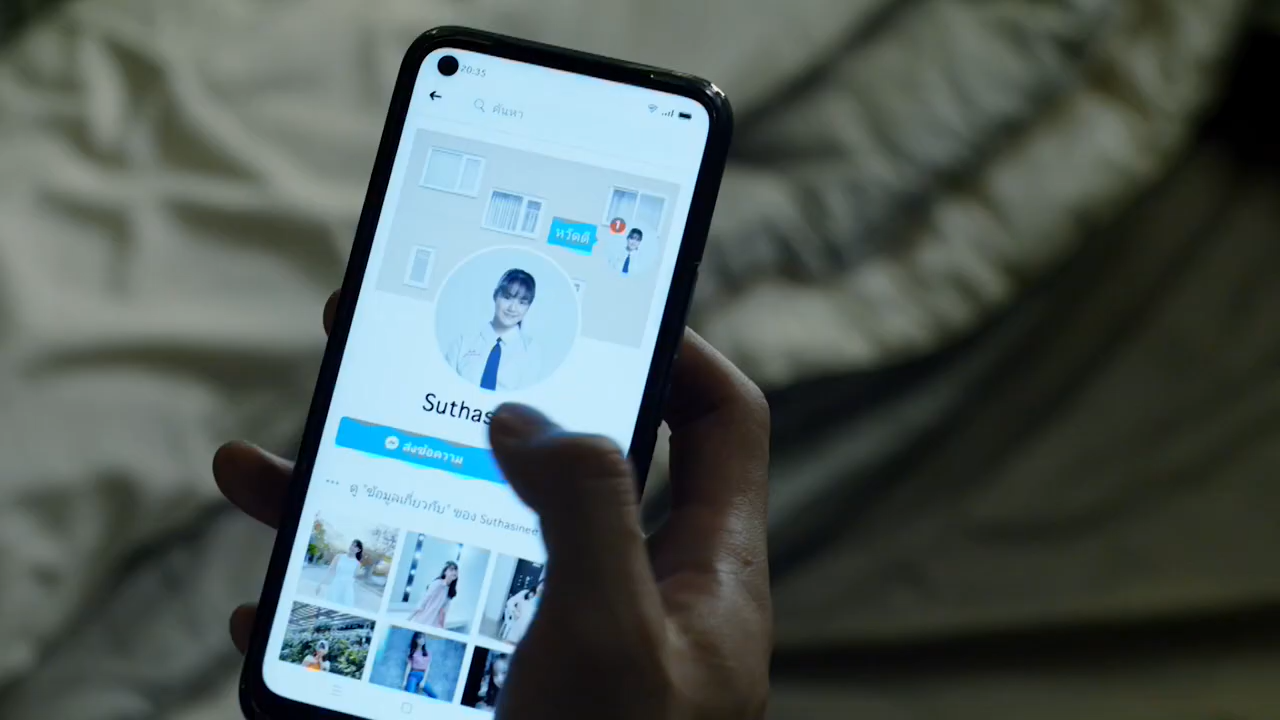 20:35
ค้นหา
หวัดดี
1
Suthas
ส่งข้อความ
ดู "ข้อมูลเกี่ยวกับ" ของ Suthasinee